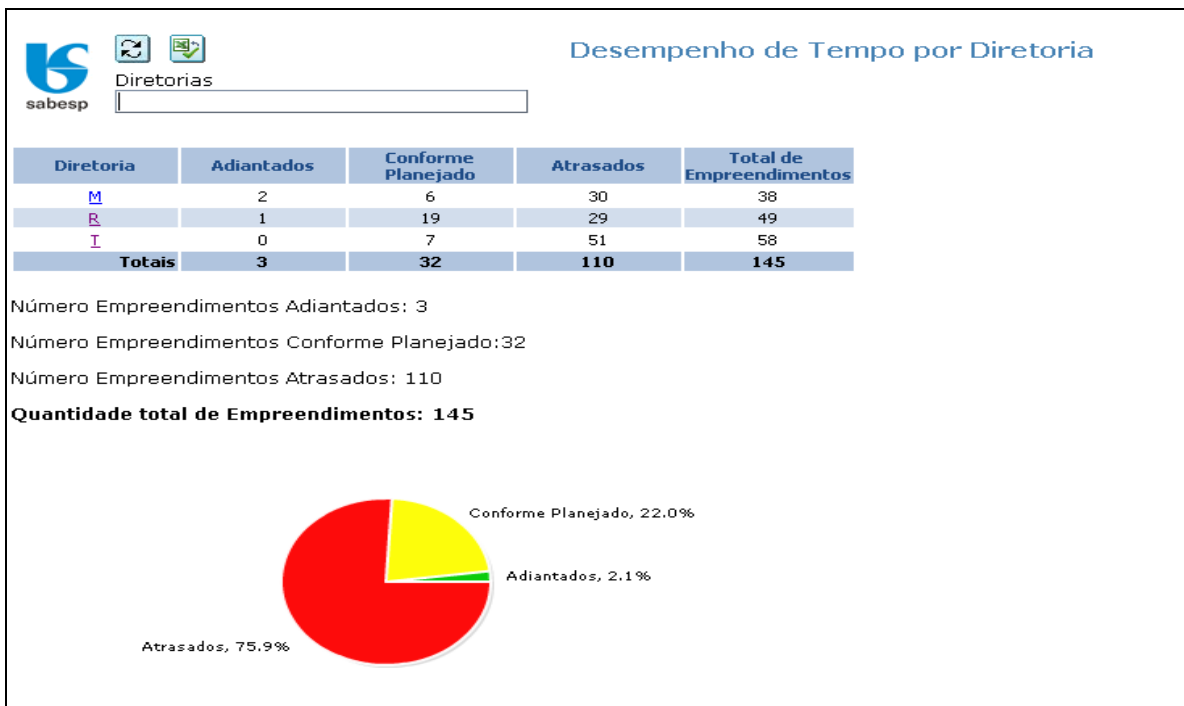 sabesp
Desempenho de Tempo por Diretoria
Diretorias
Diretoria Adiantados Conforme Planejado Atrasados Total de Empreendimentos
M 2 6 30 38
R 1 19 29 49
T 0 7 51 58
Totais 3 32 110 145
Número Empreendimentos Adiantados: 3
Número Empreendimentos Conforme Planejado:32
Número Empreendimentos Atrasados: 110
Quantidade total de Empreendimentos: 145
Conforme Planejado, 22.0%
Adiantados, 2.1%
Atrasados, 75.9%